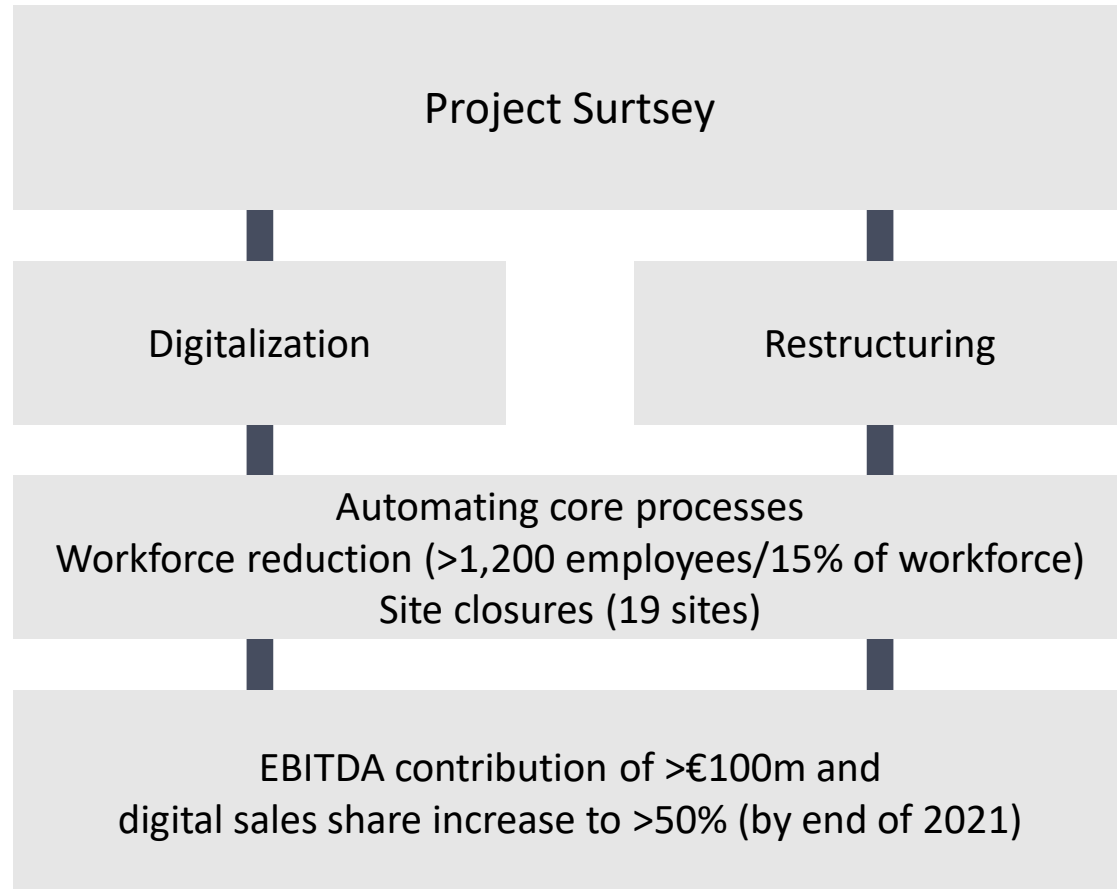 Project Surtsey
Digitalization
Restructuring
Automating core processes
Workforce reduction (>1,200 employees/15% of workforce)
Site closures (19 sites)
EBITDA contribution of >€100m and
digital sales share increase to >50% (by end of 2021)